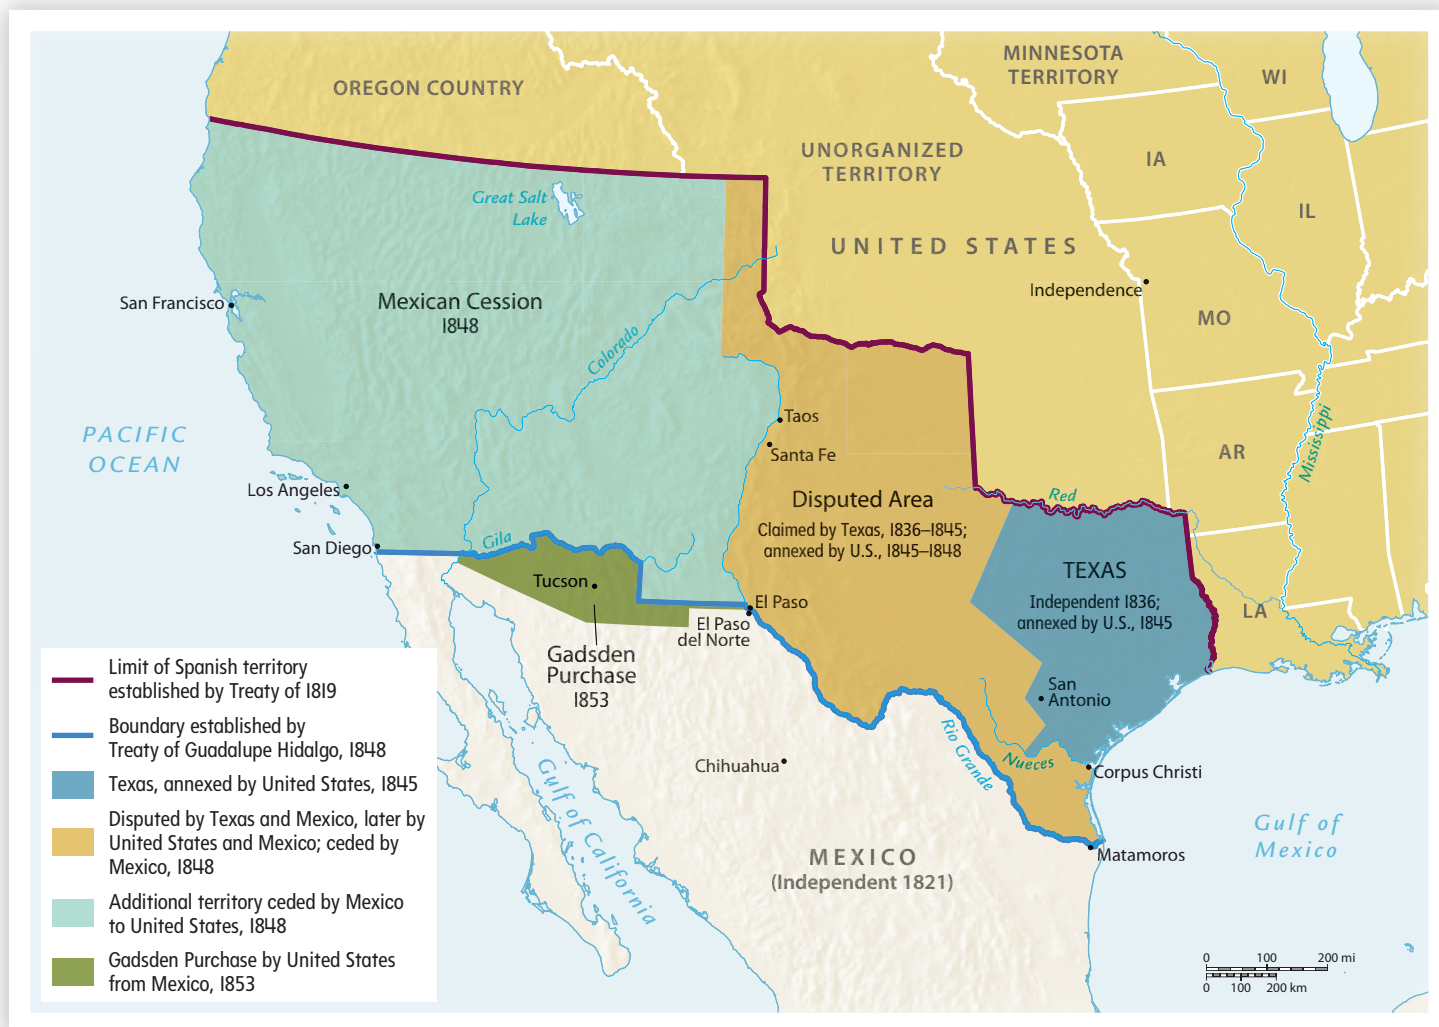 OREGON COUNTRY
MINNESOTA
TERRITORY
WI
UNORGANIZED
TERRITORY
IA
IL
Great Salt
Lake
UNITED STATES
Independence
San Francisco
Mexican Cession
1848
MO
Colorado
PACIFIC
OCEAN
Taos
Santa Fe
AR
Mississippi
Los Angeles
Disputed Area
Claimed by Texas, 1836–1845;
annexed by U.S., 1845–1848
Red
San Diego
Gila
Tucson
TEXAS
Independent 1836;
annexed by U.S., 1845
LA
El Paso
El Paso
del Norte
Gadsden
Purchase
1853
San
Antonio
Rio Grande
Nueces
Chihuahua
Corpus Christi
Gulf of California
Gulf of
Mexico
MEXICO
(Independent 1821)
Matamoros
Limit of Spanish territory
established by Treaty of 1819
Boundary established by
Treaty of Guadalupe Hidalgo, 1848
Texas, annexed by United States, 1845
Disputed by Texas and Mexico, later by
United States and Mexico; ceded by
Mexico, 1848
Additional territory ceded by Mexico
to United States, 1848
Gadsden Purchase by United States
from Mexico, 1853
0 100 200 mi
0 100 200 km